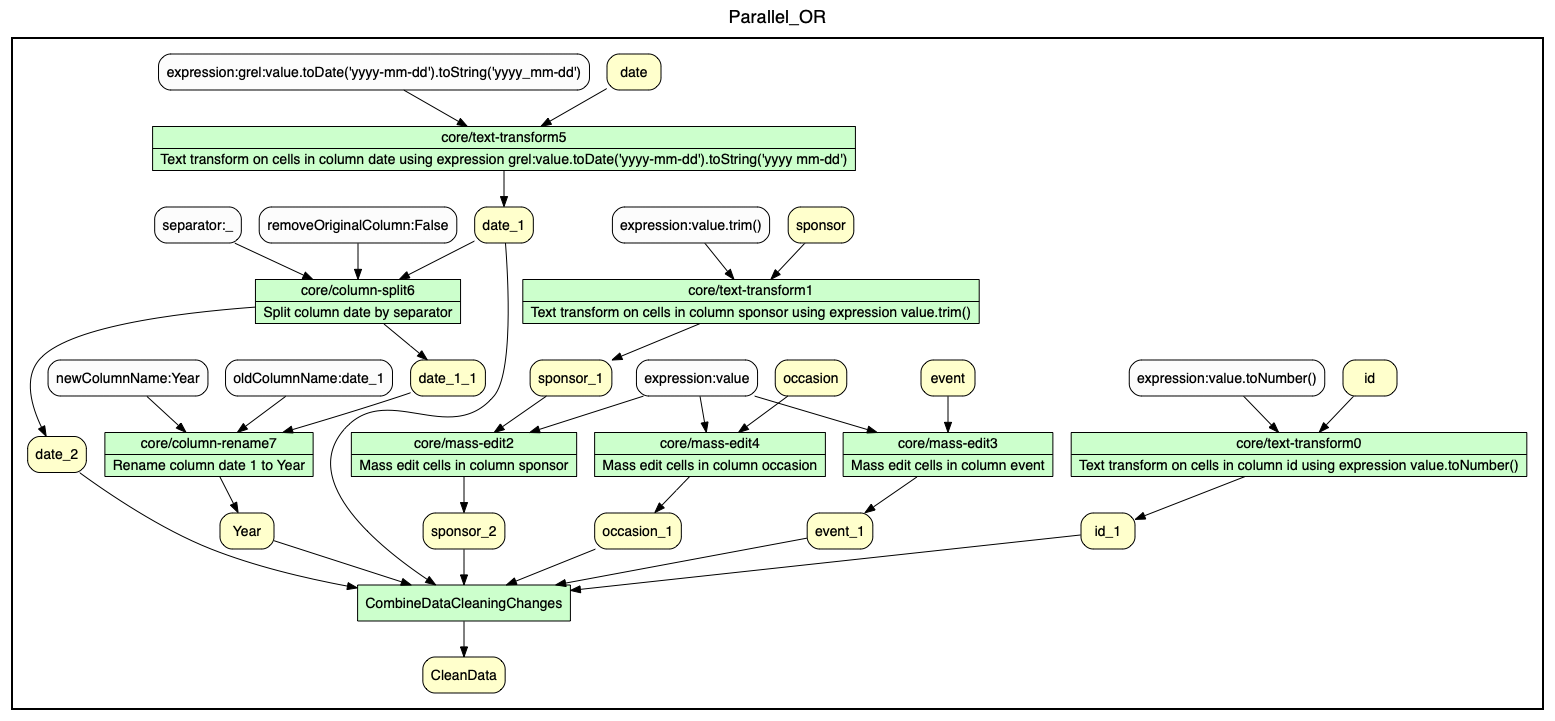 Parallel_OR
expression:grel:value.toDate('yyyy-mm-dd').toString('yyyy_mm-dd')
date
core/text-transform5
Text transform on cells in column date using expression grel:value.toDate('yyyy-mm-dd').toString('yyyy mm-dd')
separator:_
removeOriginalColumn:False
date_1
expression:value.trim()
sponsor
core/column-split6
Split column date by separator
core/text-transform1
Text transform on cells in column sponsor using expression value.trim()
newColumnName:Year
oldColumnName:date_1
date_1_1
sponsor_1
expression:value
occasion
event
expression:value.toNumber()
id
date_2
core/column-rename7
Rename column date 1 to Year
core/mass-edit2
Mass edit cells in column sponsor
core/mass-edit4
Mass edit cells in column occasion
core/mass-edit3
Mass edit cells in column event
core/text-transform0
Text transform on cells in column id using expression value.toNumber()
Year
sponsor_2
occasion_1
event_1
id_1
CombineDataCleaningChanges
CleanData